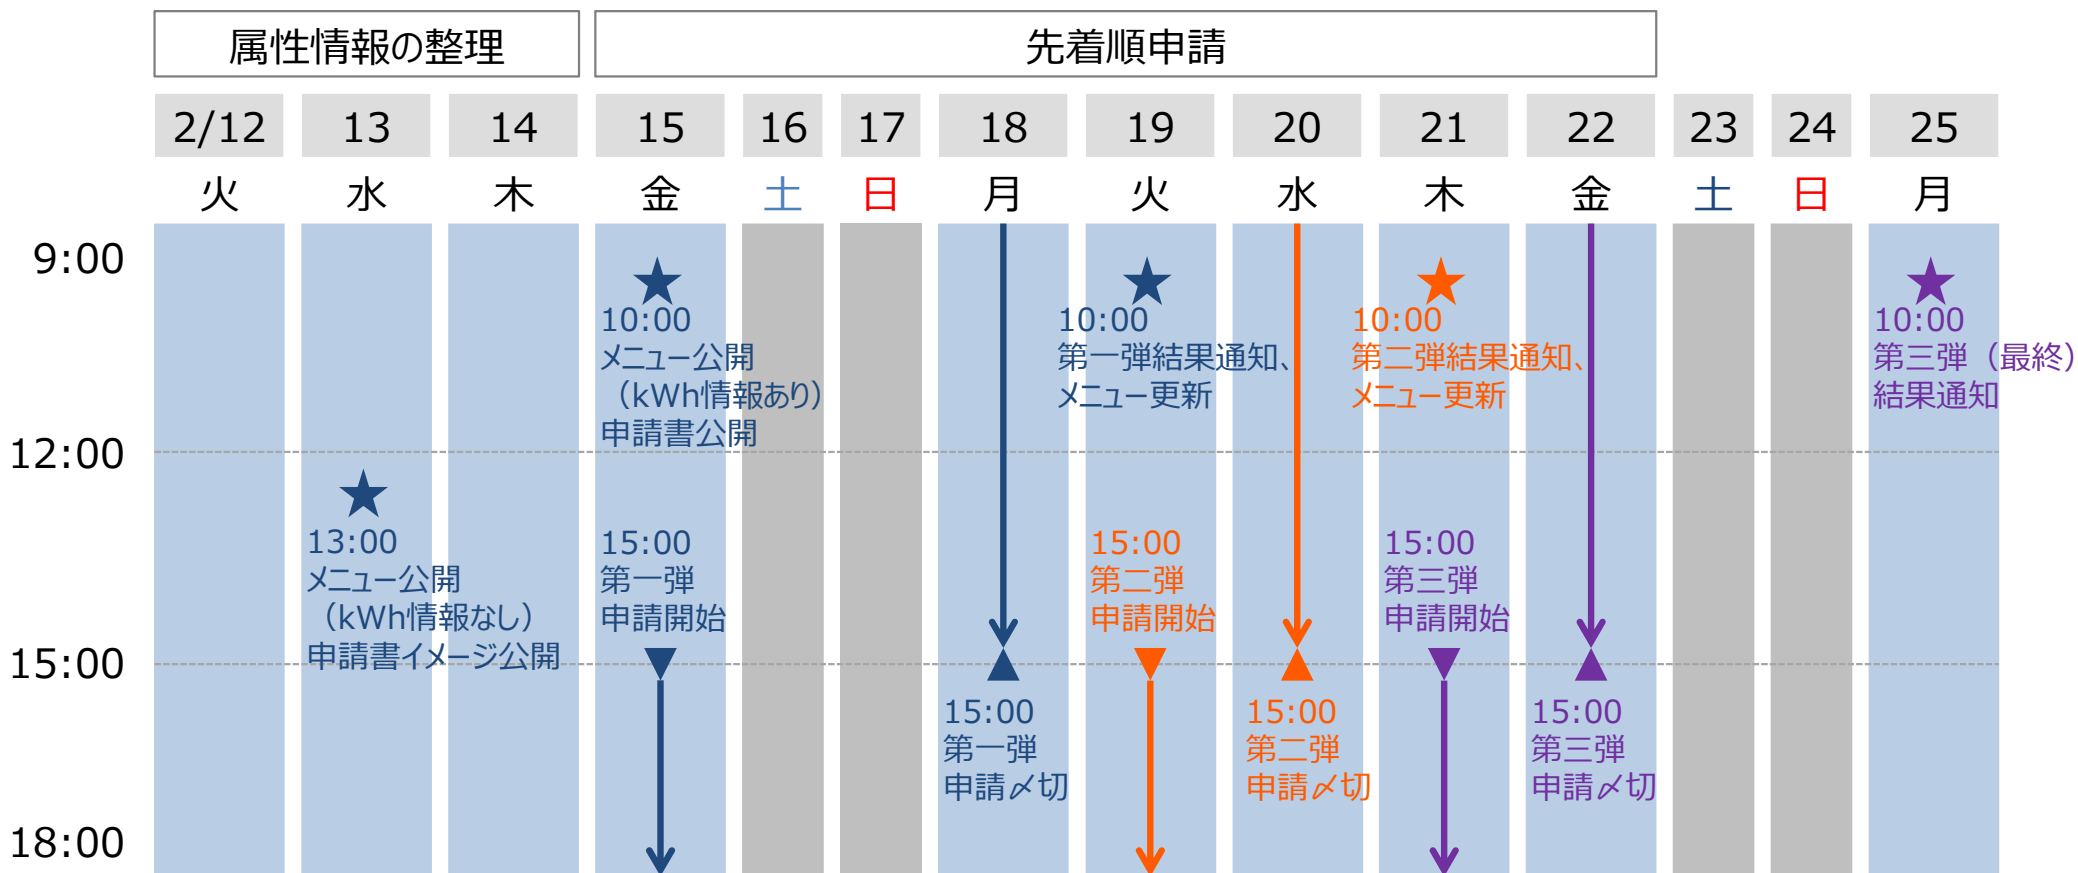 属性情報の整理
先着順申請
2/12 13 14 15 16 17 18 19 20 21 22 23 24 25
火 水 木 金 土 日 月 火 水 木 金 土 日 月
9:00
10:00
メニュー公開
（kWh情報あり）
申請書公開
10:00
第一弾結果通知、
メニュー更新
10:00
第二弾結果通知、
メニュー更新
10:00
第三弾（最終）
結果通知
12:00
13:00
メニュー公開
（kWh情報なし）
申請書イメージ公開
15:00
第一弾
申請開始
15:00
第二弾
申請開始
15:00
第三弾
申請開始
15:00
15:00
第一弾
申請〆切
15:00
第二弾
申請〆切
15:00
第三弾
申請〆切
18:00